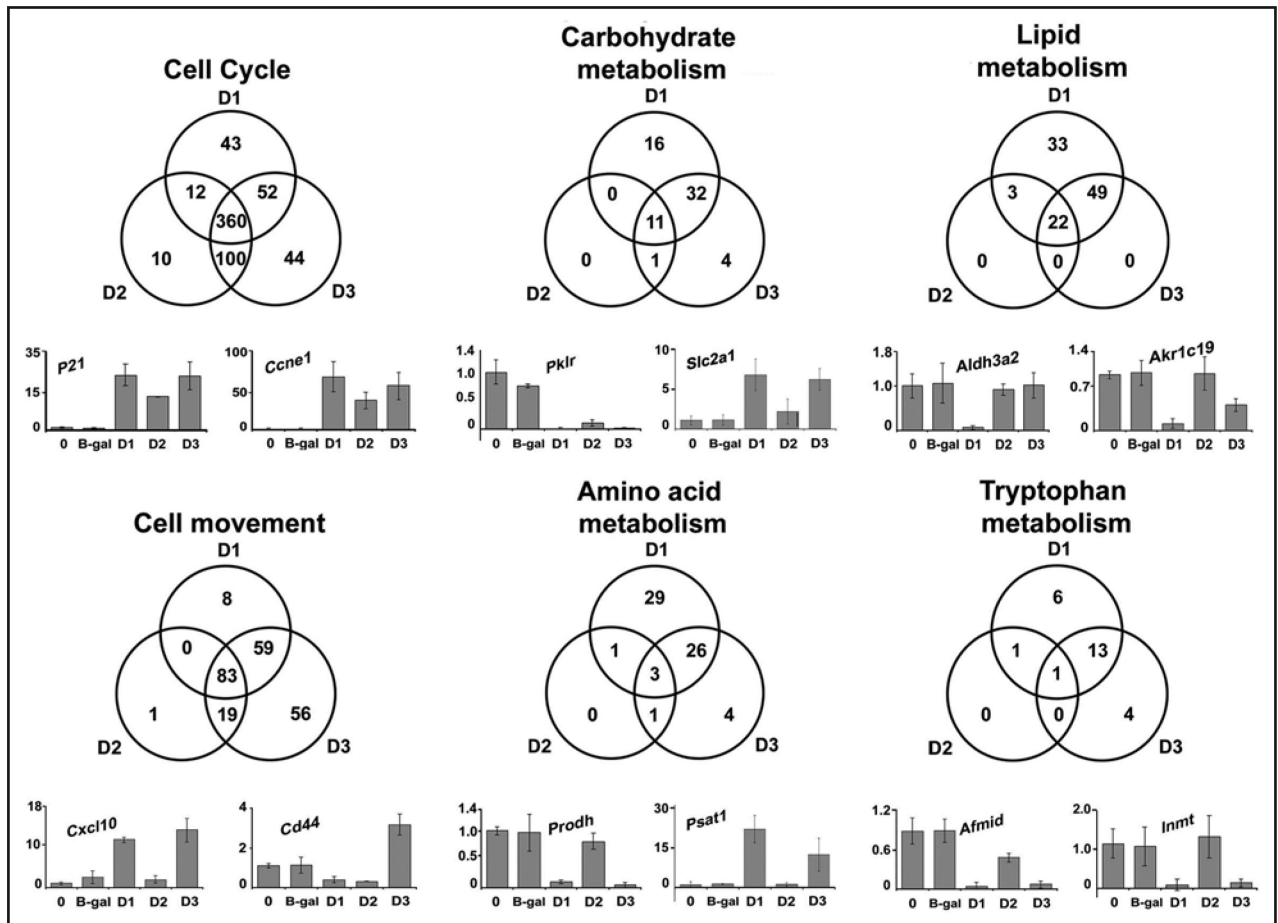 Cell Cycle
D1
43
12
52
360
10
100
44
D2
D3
Carbohydrate
metabolism
D1
16
0
32
11
0
1
4
D2
D3
Lipid
metabolism
D1
33
3
49
22
0
0
0
D2
D3
35
15
0
P21
0 B-gal D1 D2 D3
100
50
0
Ccne1
0 B-gal D1 D2 D3
1.4
1.0
0.5
0
Pklr
0 B-gal D1 D2 D3
10
5
0
Slc2a1
0 B-gal D1 D2 D3
1.8
1.0
0
Aldh3a2
0 B-gal D1 D2 D3
1.4
0.7
0
Akr1c19
0 B-gal D1 D2 D3
Cell movement
D1
8
0
59
83
1
19
56
D2
D3
Amino acid
metabolism
D1
29
1
26
3
0
1
4
D2
D3
Tryptophan
metabolism
D1
6
1
13
1
0
0
4
D2
D3
18
10
0
Cxcl10
0 B-gal D1 D2 D3
4
2
0
Cd44
0 B-gal D1 D2 D3
1.4
1.0
0.5
0
Prodh
0 B-gal D1 D2 D3
30
15
0
Psat1
0 B-gal D1 D2 D3
1.2
0.6
0
Afmid
0 B-gal D1 D2 D3
2.0
1.0
0
Inmt
0 B-gal D1 D2 D3